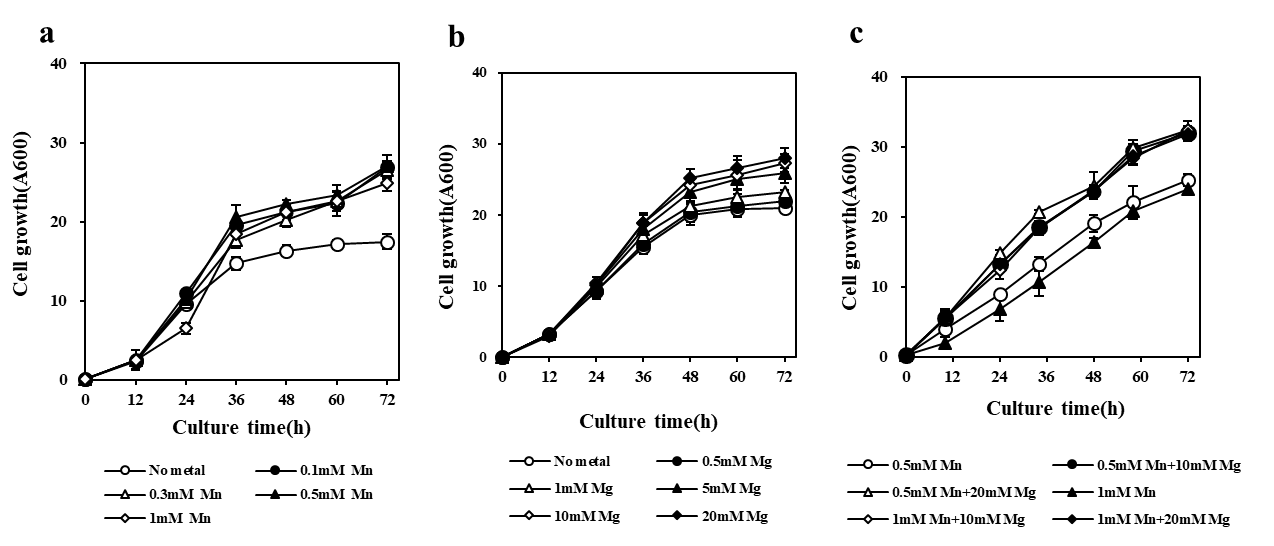 a
40
30
20
10
0
0 12 24 36 48 60 72
Cell growth(A600)
Culture time(h)
No metal 0.1mM Mn
0.3mM Mn 0.5mM Mn
1mM Mn
b
40
30
20
10
0
0 12 24 36 48 60 72
Cell growth(A600)
Culture time(h)
No metal 0.5mM Mg
1mM Mg 5mM Mg
10mM Mg 20mM Mg
c
40
30
20
10
0
0 12 24 36 48 60 72
Cell growth(A600)
Culture time(h)
0.5mM Mn 0.5mM Mn+10mM Mg
0.5mM Mn+20mM Mg 1mM Mn
1mM Mn+10mM Mg 1mM Mn+20mM Mg